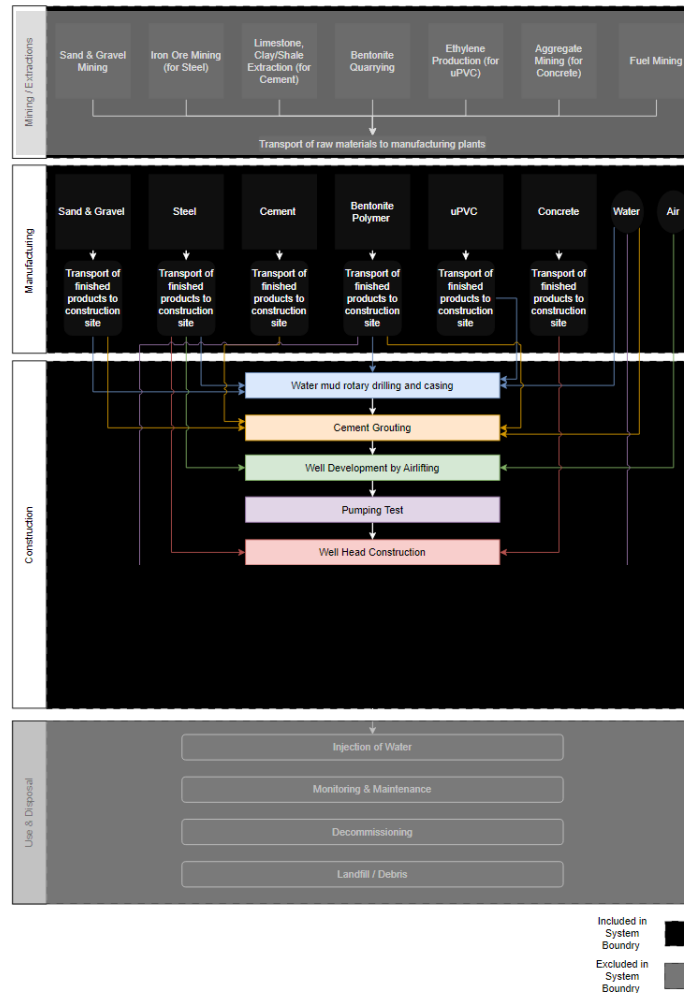 Mining / Extractions
Sand & Gravel
Mining
Iron Ore Mining
(for Steel)
Limestone,
Clay/Shale
Extraction (for
Cement)
Bentonite
Quarrying
Ethylene
Production (for
uPVC)
Aggregate
Mining (for
Concrete)
Fuel Mining
Transport of raw materials to manufacturing plants
Manufacturing
Sand & Gravel
Steel
Cement
Bentonite
Polymer
uPVC
Concrete
Water
Air
Transport of
finished
products to
construction
site
Transport of
finished
products to
construction
site
Transport of
finished
products to
construction
site
Transport of
finished
products to
construction
site
Transport of
finished
products to
construction
site
Transport of
finished
products to
construction
site
Construction
Water mud rotary drilling and casing
Cement Grouting
Well Development by Airlifting
Pumping Test
Well Head Construction
Use & Disposal
Injection of Water
Monitoring & Maintenance
Decommissioning
Landfill / Debris
Included in
System
Boundry
Excluded in
System
Boundry